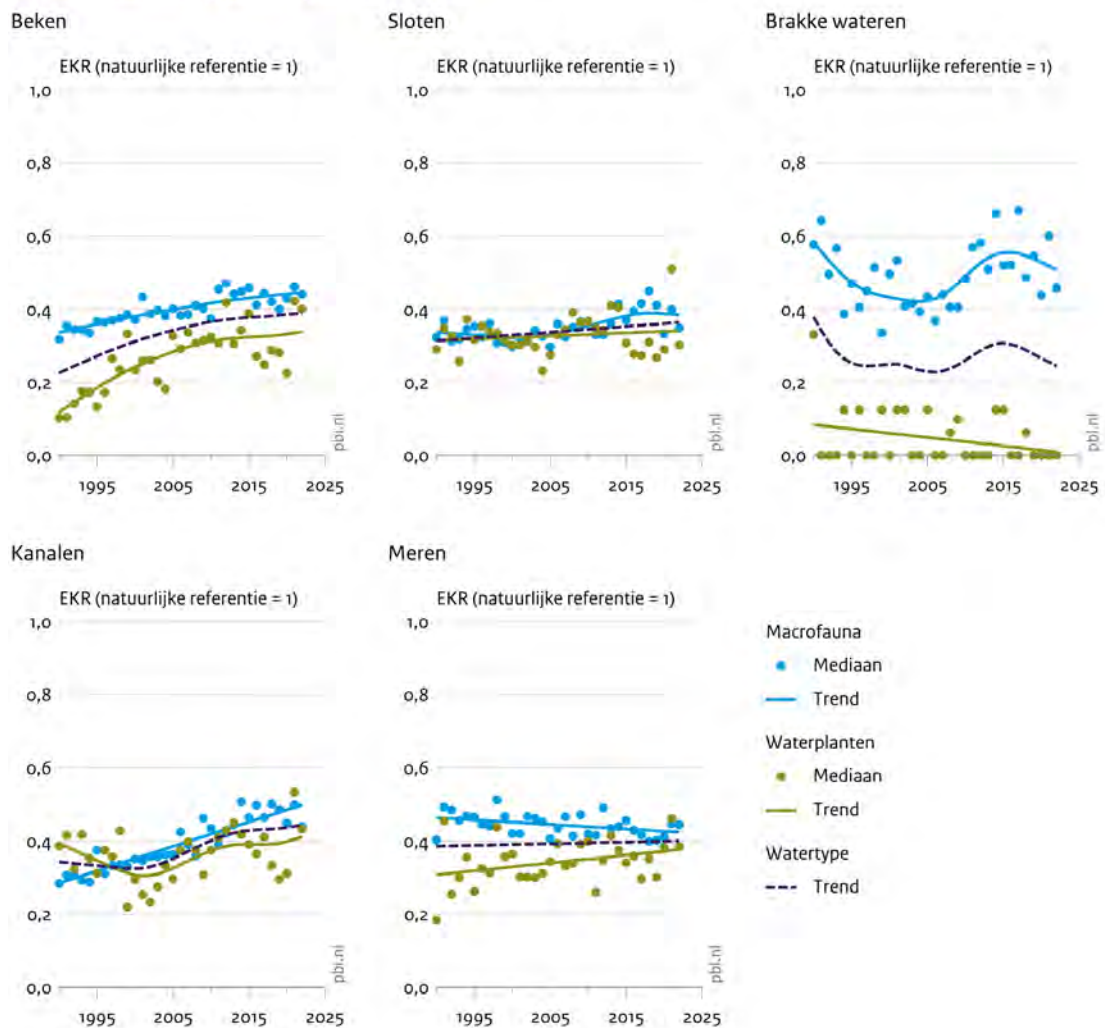 Beken
EKR (natuurlijke referentie = 1)
1,0
0,8
0,6
0,4
0,2
0,0
1995 2005 2015 2025
pbl.nl
Sloten
EKR (natuurlijke referentie = 1)
1,0
0,8
0,6
0,4
0,2
0,0
1995 2005 2015 2025
pbl.nl
Brakke wateren
EKR (natuurlijke referentie = 1)
1,0
0,8
0,6
0,4
0,2
0,0
1995 2005 2015 2025
pbl.nl
Kanalen
EKR (natuurlijke referentie = 1)
1,0
0,8
0,6
0,4
0,2
0,0
1995 2005 2015 2025
pbl.nl
Meren
EKR (natuurlijke referentie = 1)
1,0
0,8
0,6
0,4
0,2
0,0
1995 2005 2015 2025
pbl.nl
Macrofauna
Mediaan
Trend
Waterplanten
Mediaan
Trend
Watertype
Trend